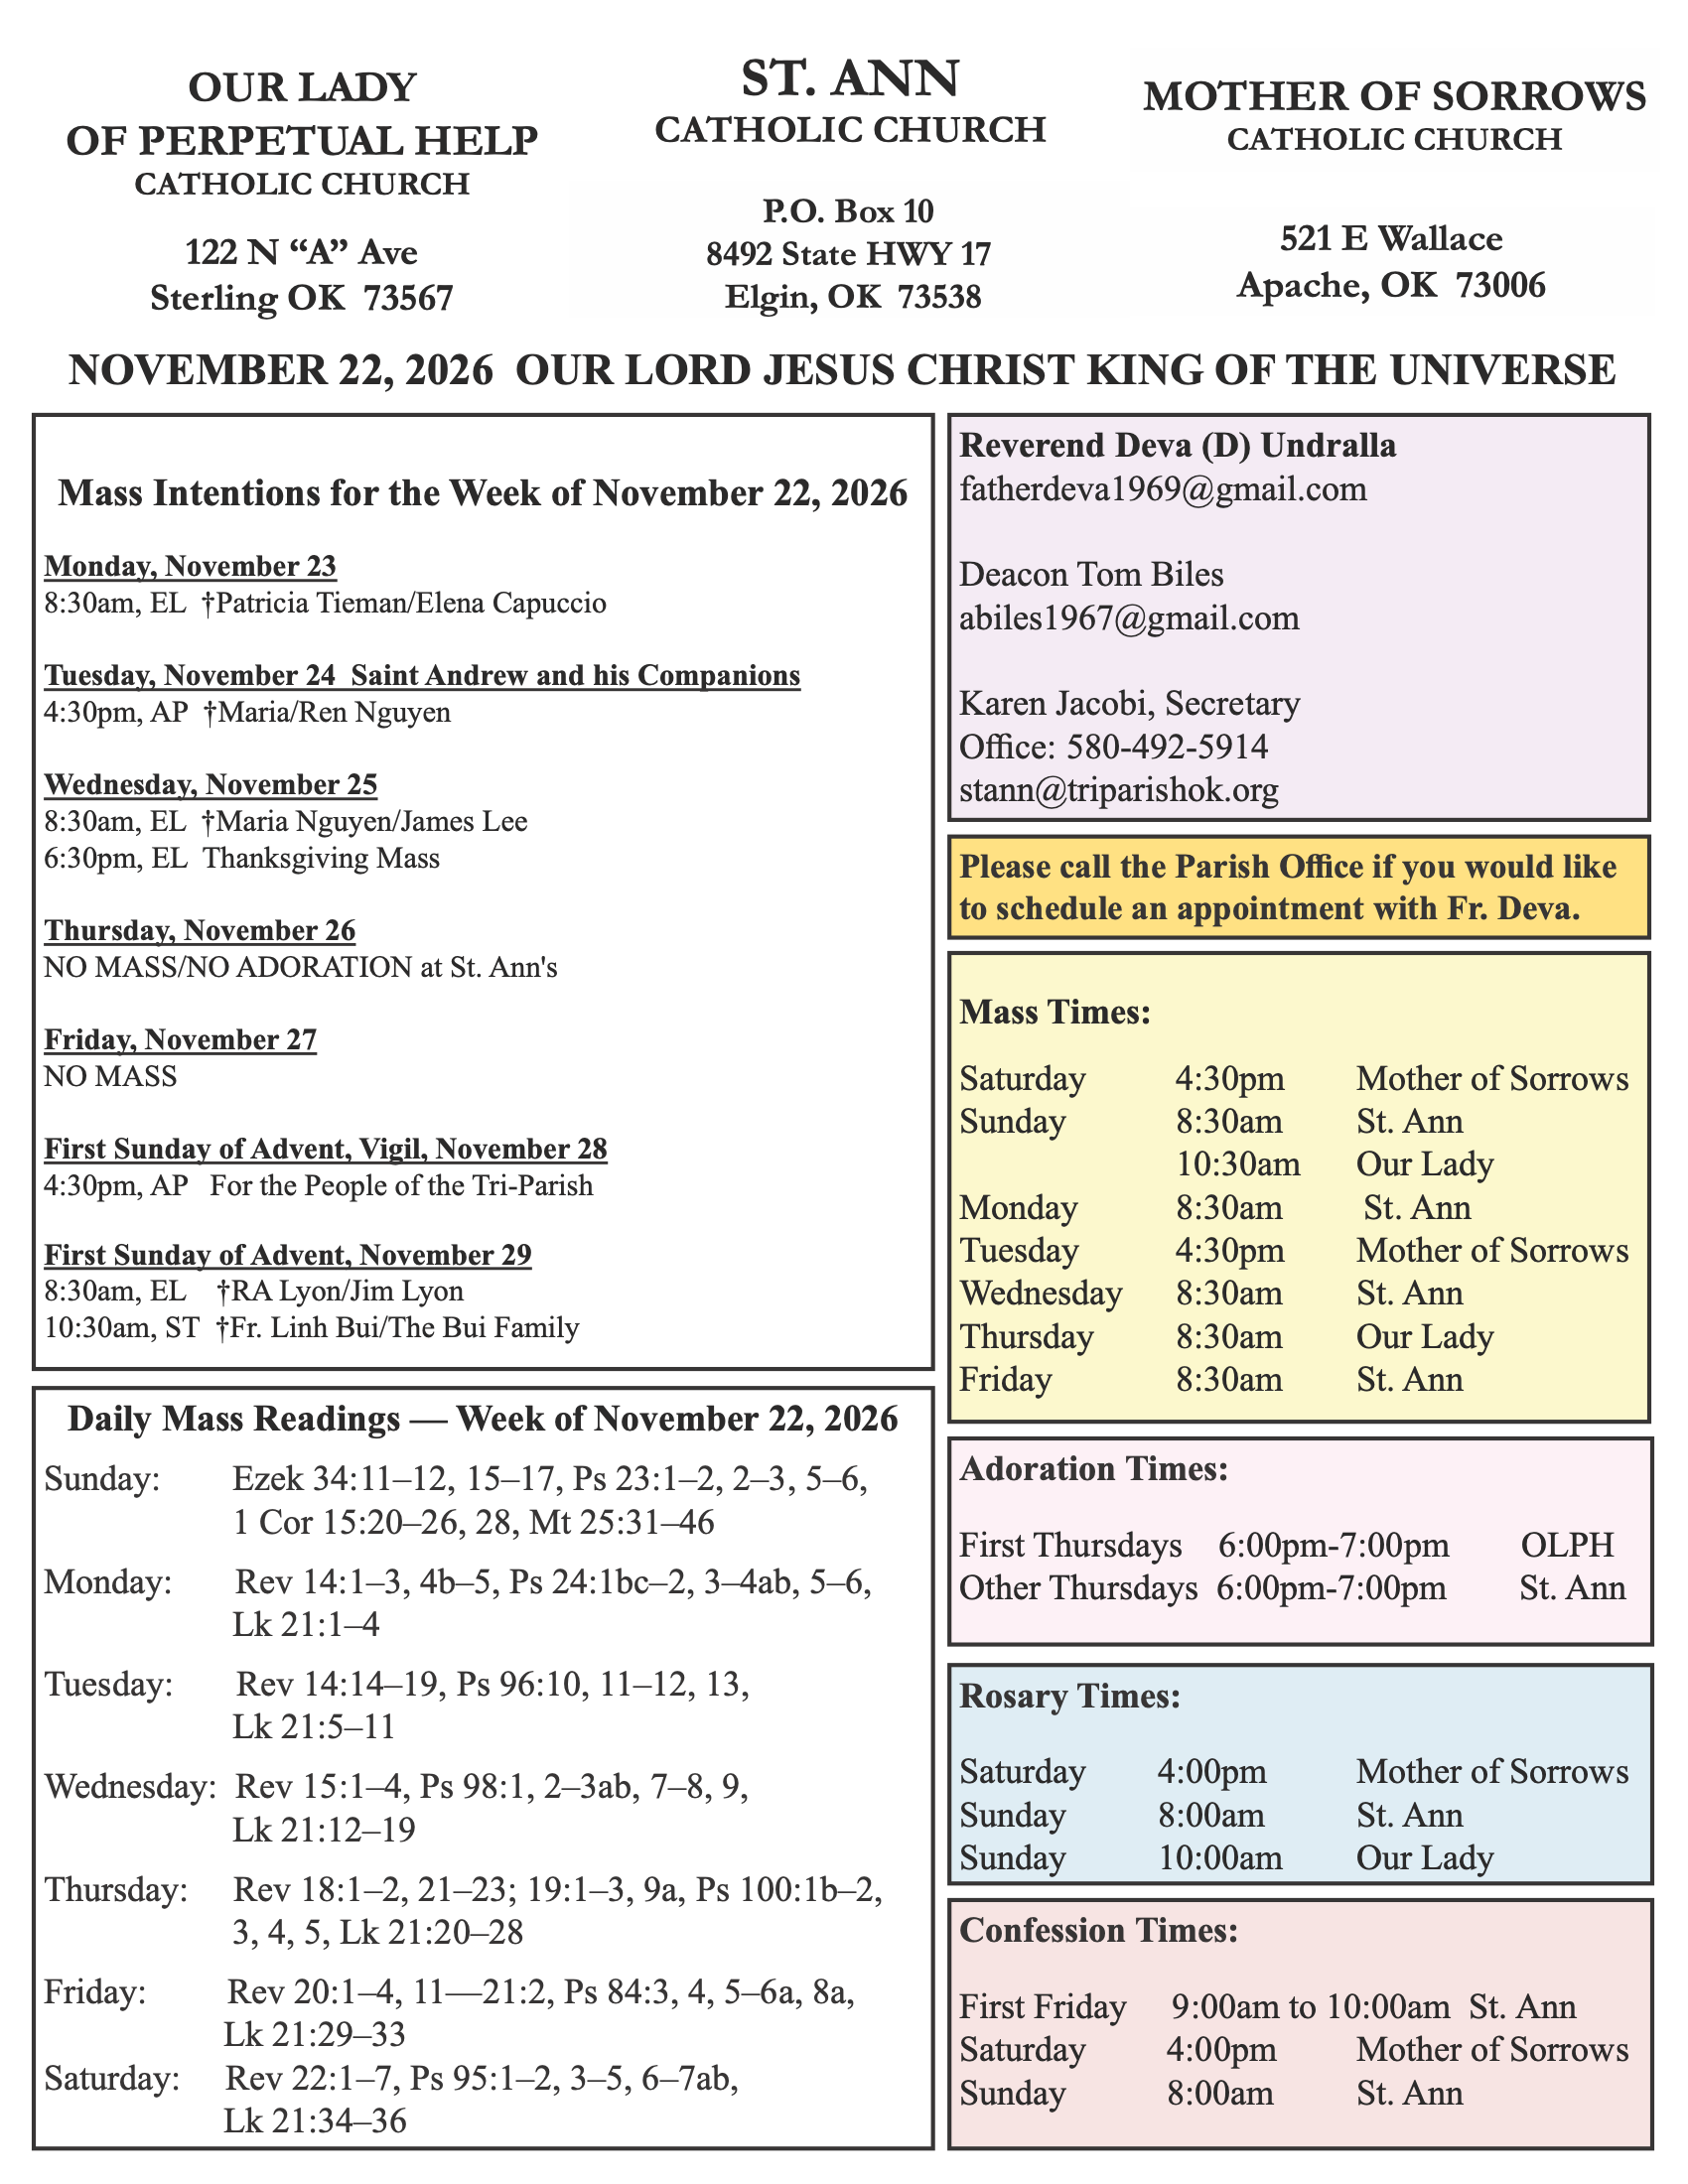 OUR LADY
OF PERPETUAL HELP
CATHOLIC CHURCH
122 N “A” Ave
Sterling OK 73567
ST. ANN
CATHOLIC CHURCH
P.O. Box 10
8492 State HWY 17
Elgin, OK 73538
MOTHER OF SORROWS
CATHOLIC CHURCH
521 E Wallace
Apache, OK 73006
NOVEMBER 22, 2026 OUR LORD JESUS CHRIST KING OF THE UNIVERSE
Mass Intentions for the Week of November 22, 2026
Monday, November 23
8:30am, EL †Patricia Tieman/Elena Capuccio
Tuesday, November 24 Saint Andrew and his Companions
4:30pm, AP †Maria/Ren Nguyen
Wednesday, November 25
8:30am, EL †Maria Nguyen/James Lee
6:30pm, EL Thanksgiving Mass
Thursday, November 26
NO MASS/NO ADORATION at St. Ann's
Friday, November 27
NO MASS
First Sunday of Advent, Vigil, November 28
4:30pm, AP For the People of the Tri-Parish
First Sunday of Advent, November 29
8:30am, EL †RA Lyon/Jim Lyon
10:30am, ST †Fr. Linh Bui/The Bui Family
Daily Mass Readings — Week of November 22, 2026
Sunday: Ezek 34:11–12, 15–17, Ps 23:1–2, 2–3, 5–6,
1 Cor 15:20–26, 28, Mt 25:31–46
Monday: Rev 14:1–3, 4b–5, Ps 24:1bc–2, 3–4ab, 5–6,
Lk 21:1–4
Tuesday: Rev 14:14–19, Ps 96:10, 11–12, 13,
Lk 21:5–11
Wednesday: Rev 15:1–4, Ps 98:1, 2–3ab, 7–8, 9,
Lk 21:12–19
Thursday: Rev 18:1–2, 21–23; 19:1–3, 9a, Ps 100:1b–2,
3, 4, 5, Lk 21:20–28
Friday: Rev 20:1–4, 11—21:2, Ps 84:3, 4, 5–6a, 8a,
Lk 21:29–33
Saturday: Rev 22:1–7, Ps 95:1–2, 3–5, 6–7ab,
Lk 21:34–36
Reverend Deva (D) Undralla
fatherdeva1969@gmail.com
Deacon Tom Biles
abiles1967@gmail.com
Karen Jacobi, Secretary
Office: 580-492-5914
stann@triparishok.org
Please call the Parish Office if you would like
to schedule an appointment with Fr. Deva.
Mass Times:
Saturday 4:30pm Mother of Sorrows
Sunday 8:30am St. Ann
10:30am Our Lady
Monday 8:30am St. Ann
Tuesday 4:30pm Mother of Sorrows
Wednesday 8:30am St. Ann
Thursday 8:30am Our Lady
Friday 8:30am St. Ann
Adoration Times:
First Thursdays 6:00pm-7:00pm OLPH
Other Thursdays 6:00pm-7:00pm St. Ann
Rosary Times:
Saturday 4:00pm Mother of Sorrows
Sunday 8:00am St. Ann
Sunday 10:00am Our Lady
Confession Times:
First Friday 9:00am to 10:00am St. Ann
Saturday 4:00pm Mother of Sorrows
Sunday 8:00am St. Ann